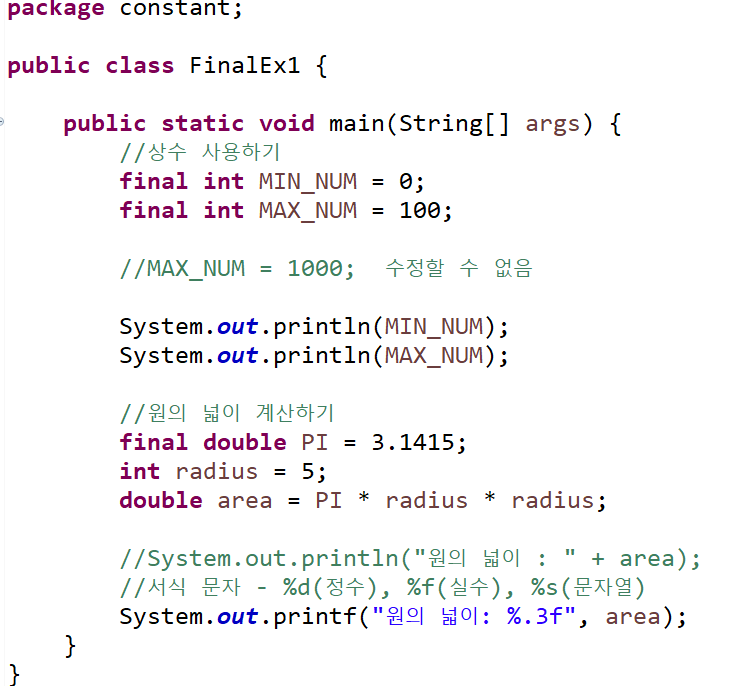 package constant;
public class FinalEx1 {
public static void main(String[] args) {
//상수 사용하기
final int MIN_NUM = 0;
final int MAX_NUM = 100;
//MAX_NUM = 1000;  수정할 수 없음
System.out.println(MIN_NUM);
System.out.println(MAX_NUM);
//원의 넓이 계산하기
final double PI = 3.1415;
int radius = 5;
double area = PI * radius * radius;
//System.out.println("원의 넓이 : " + area);
//서식 문자 - %d(정수), %f(실수), %s(문자열)
System.out.printf("원의 넓이: %.3f", area);
}
}